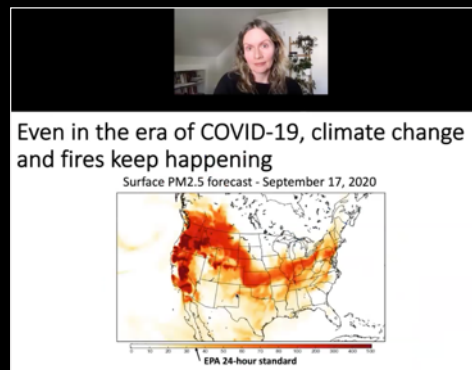 Even in the era of COVID-19, climate change
and fires keep happening
Surface PM2.5 forecast - September 17, 2020
EPA 24-hour standard